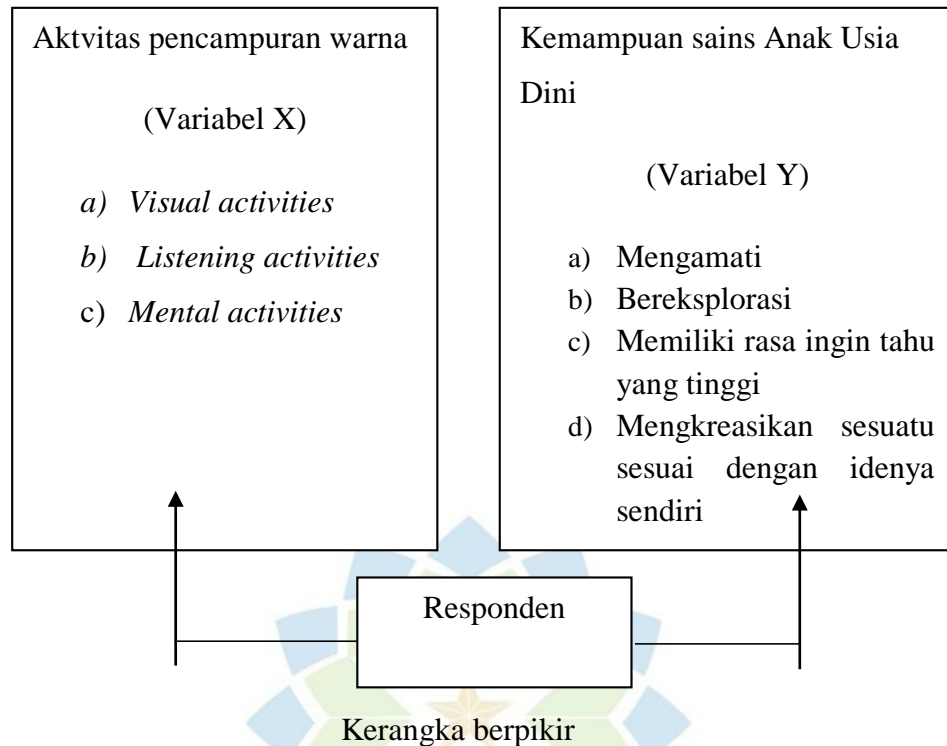 Aktvitas pencampuran warna
(Variabel X)
a) Visual activities
b) Listening activities
c) Mental activities
Kemampuan sains Anak Usia
Dini
(Variabel Y)
a) Mengamati
b) Bereksplorasi
c) Memiliki rasa ingin tahu
yang tinggi
d) Mengkreasikan sesuatu
sesuai dengan idenya
sendiri
Responden
Kerangka berpikir